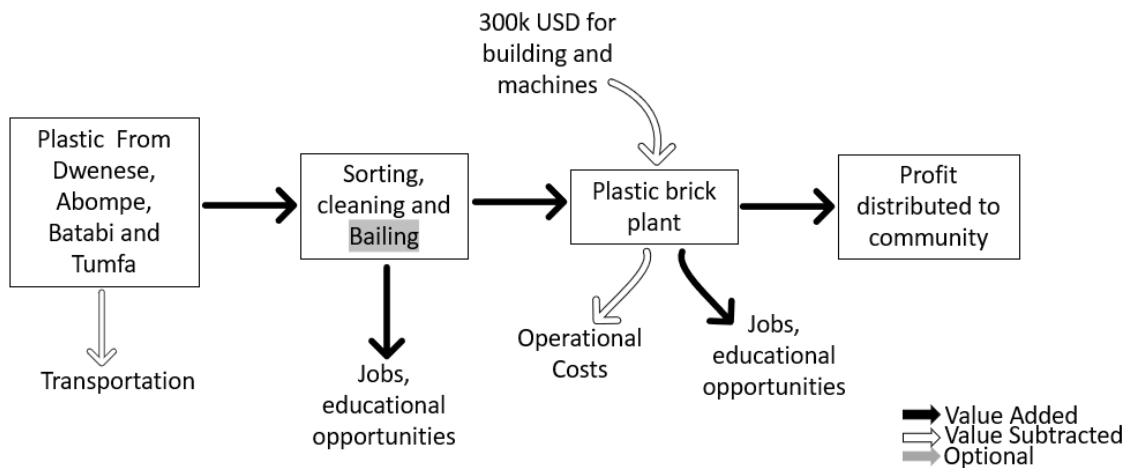 300k USD for
building and
machines
Plastic From
Dwenese,
Abompe,
Batabi and
Tumfa
Sorting,
cleaning and
Bailing
Plastic brick
plant
Profit
distributed to
community
Transportation
Jobs,
educational
opportunities
Operational
Costs
Jobs,
educational
opportunities
Value Added
Value Subtracted
Optional